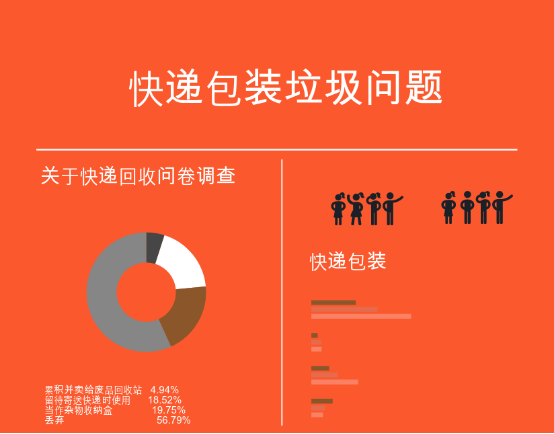 快递包装垃圾问题
关于快递回收问卷调查
快递包装
累积并卖给废品回收站 4.94%
留待寄送快递时使用 18.52%
当作杂物收纳盒 19.75%
丢弃 56.79%